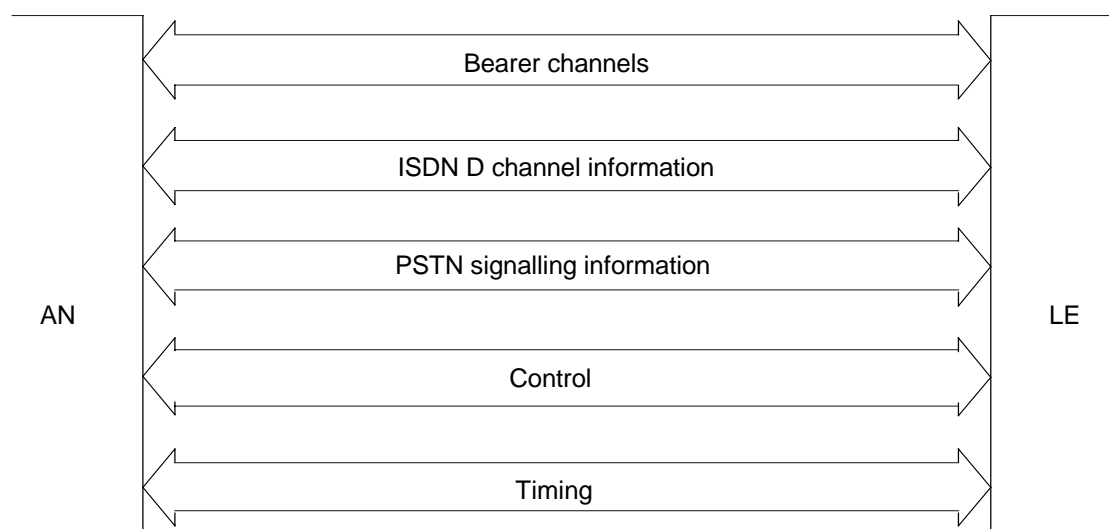 Bearer channels
ISDN D channel information
PSTN signalling information
AN
LE
Control
Timing